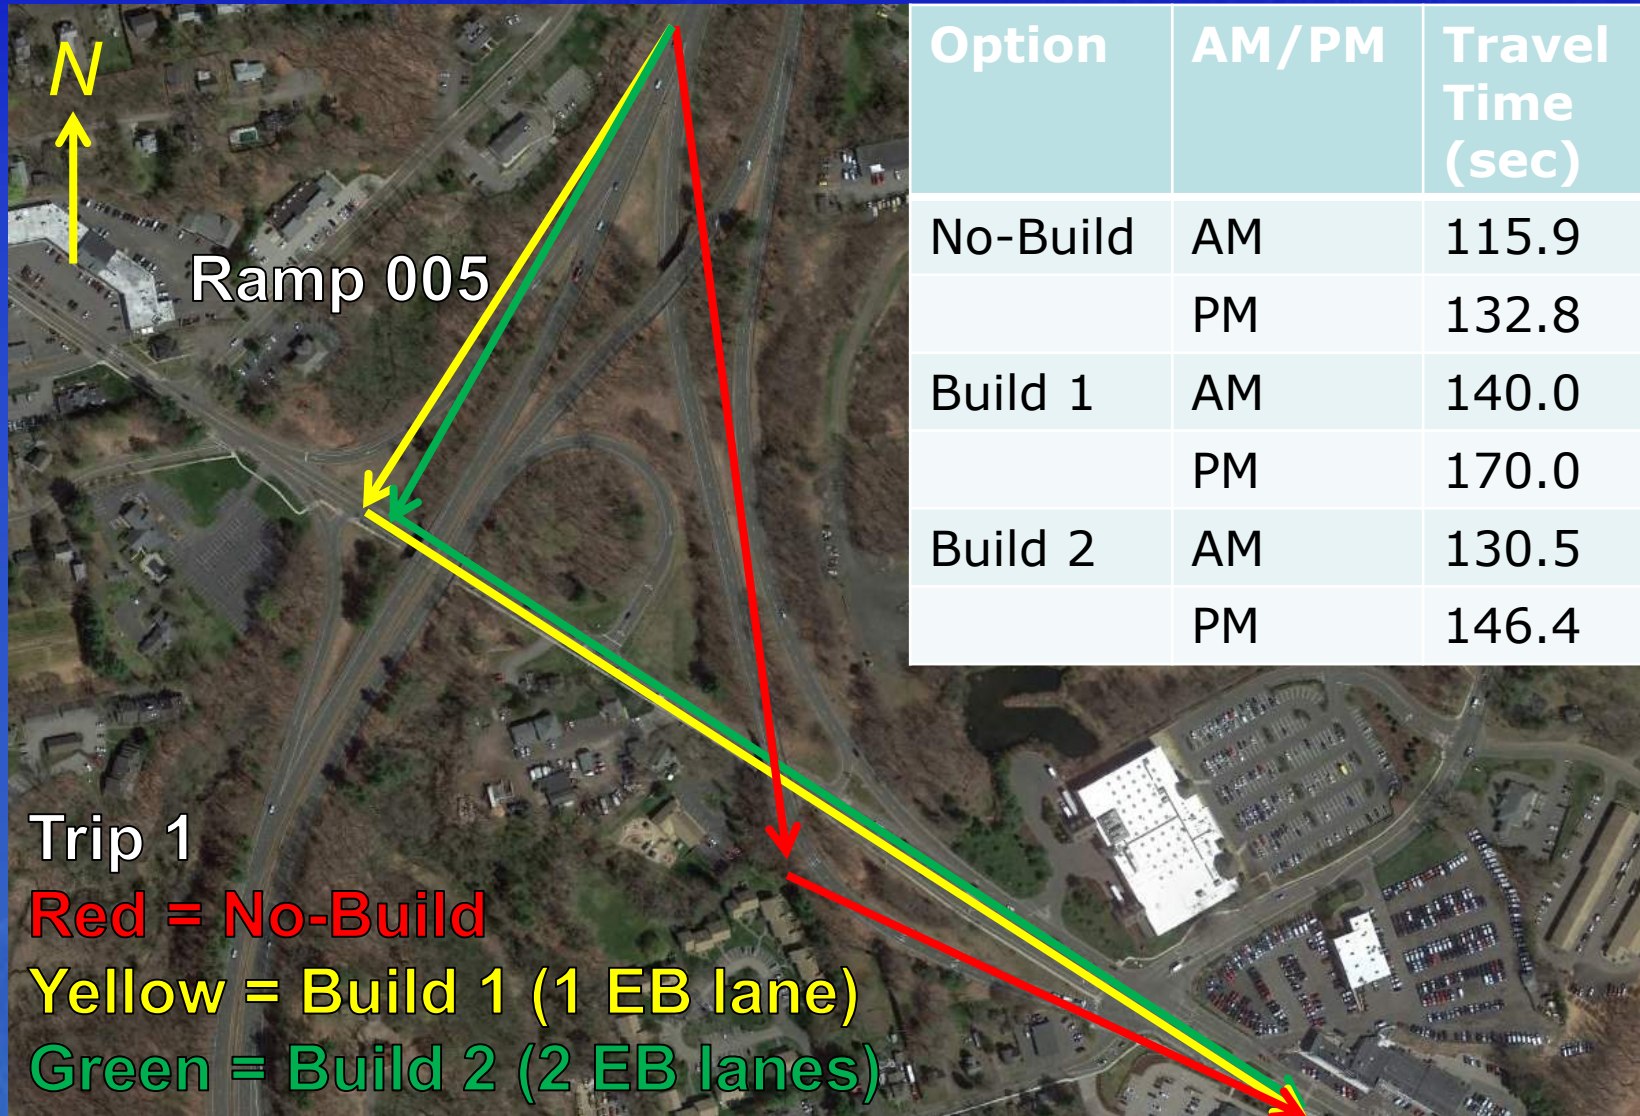 N
Ramp 005
Trip 1
Red = No-Build
Yellow = Build 1 (1 EB lane)
Green = Build 2 (2 EB lanes)
Option AM/PM Travel Time (sec)
No-Build AM 115.9
PM 132.8
Build 1 AM 140.0
PM 170.0
Build 2 AM 130.5
PM 146.4